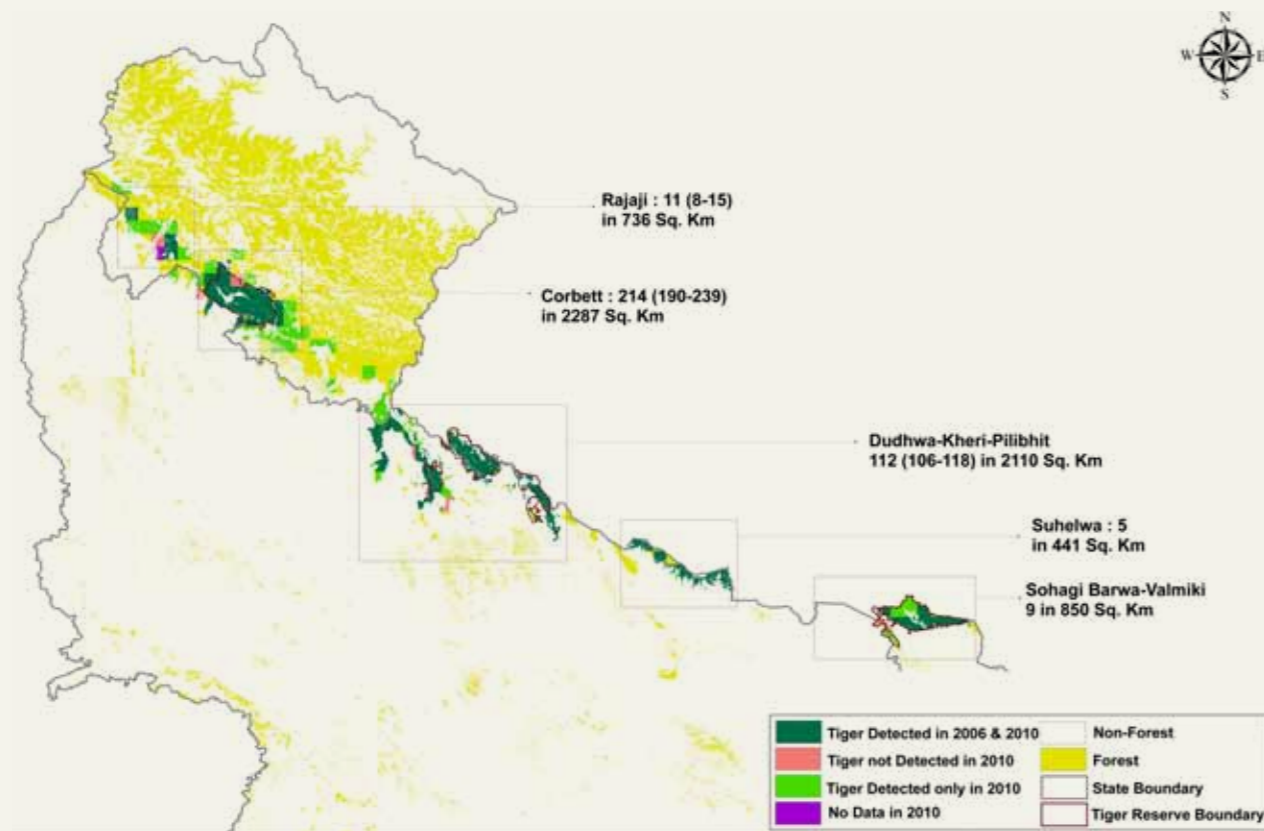 N
W E
S
Rajaji : 11 (8-15)
in 736 Sq. Km
Corbett : 214 (190-239)
in 2287 Sq. Km
Dudhwa-Kheri-Pilibhit
112 (106-118) in 2110 Sq. Km
Suhelwa : 5
in 441 Sq. Km
Sohagi Barwa-Valmiki
9 in 850 Sq. Km
Tiger Detected in 2006 & 2010
Tiger not Detected in 2010
Tiger Detected only in 2010
No Data in 2010
Non-Forest
Forest
State Boundary
Tiger Reserve Boundary